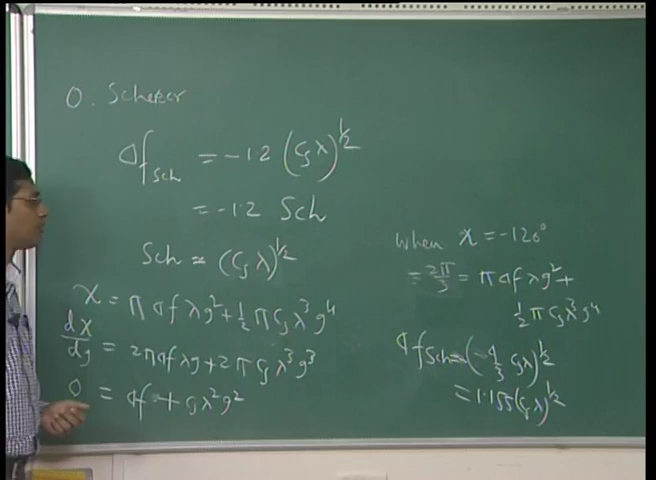 O. Scherzer
Δf_Sch = -1.2 (C_s λ)^1/2
= -1.2 Sch
Sch = (C_s λ)^1/2
χ = π Δf λ g² + 1/2 π C_s λ³ g⁴
dχ/dg = 2π Δf λ g + 2 π C_s λ³ g³
0 = Δf + C_s λ² g²
When χ = -120°
= 2π/3 = π Δf λ g² +
1/2 π C_s λ³ g⁴
Δf_Sch = (-4/3 C_s λ)^1/2
= 1.155 (C_s λ)^1/2